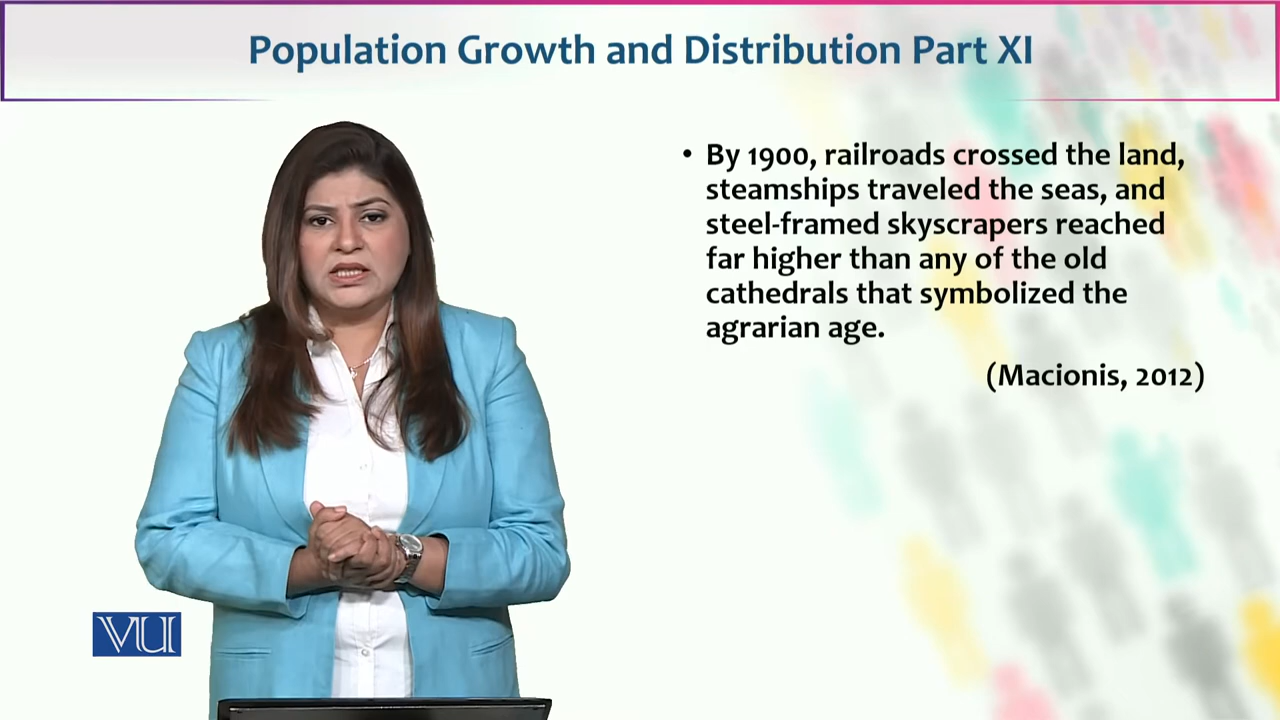 Population Growth and Distribution Part XI
• By 1900, railroads crossed the land,
steamships traveled the seas, and
steel-framed skyscrapers reached
far higher than any of the old
cathedrals that symbolized the
agrarian age.
(Macionis, 2012)
VU